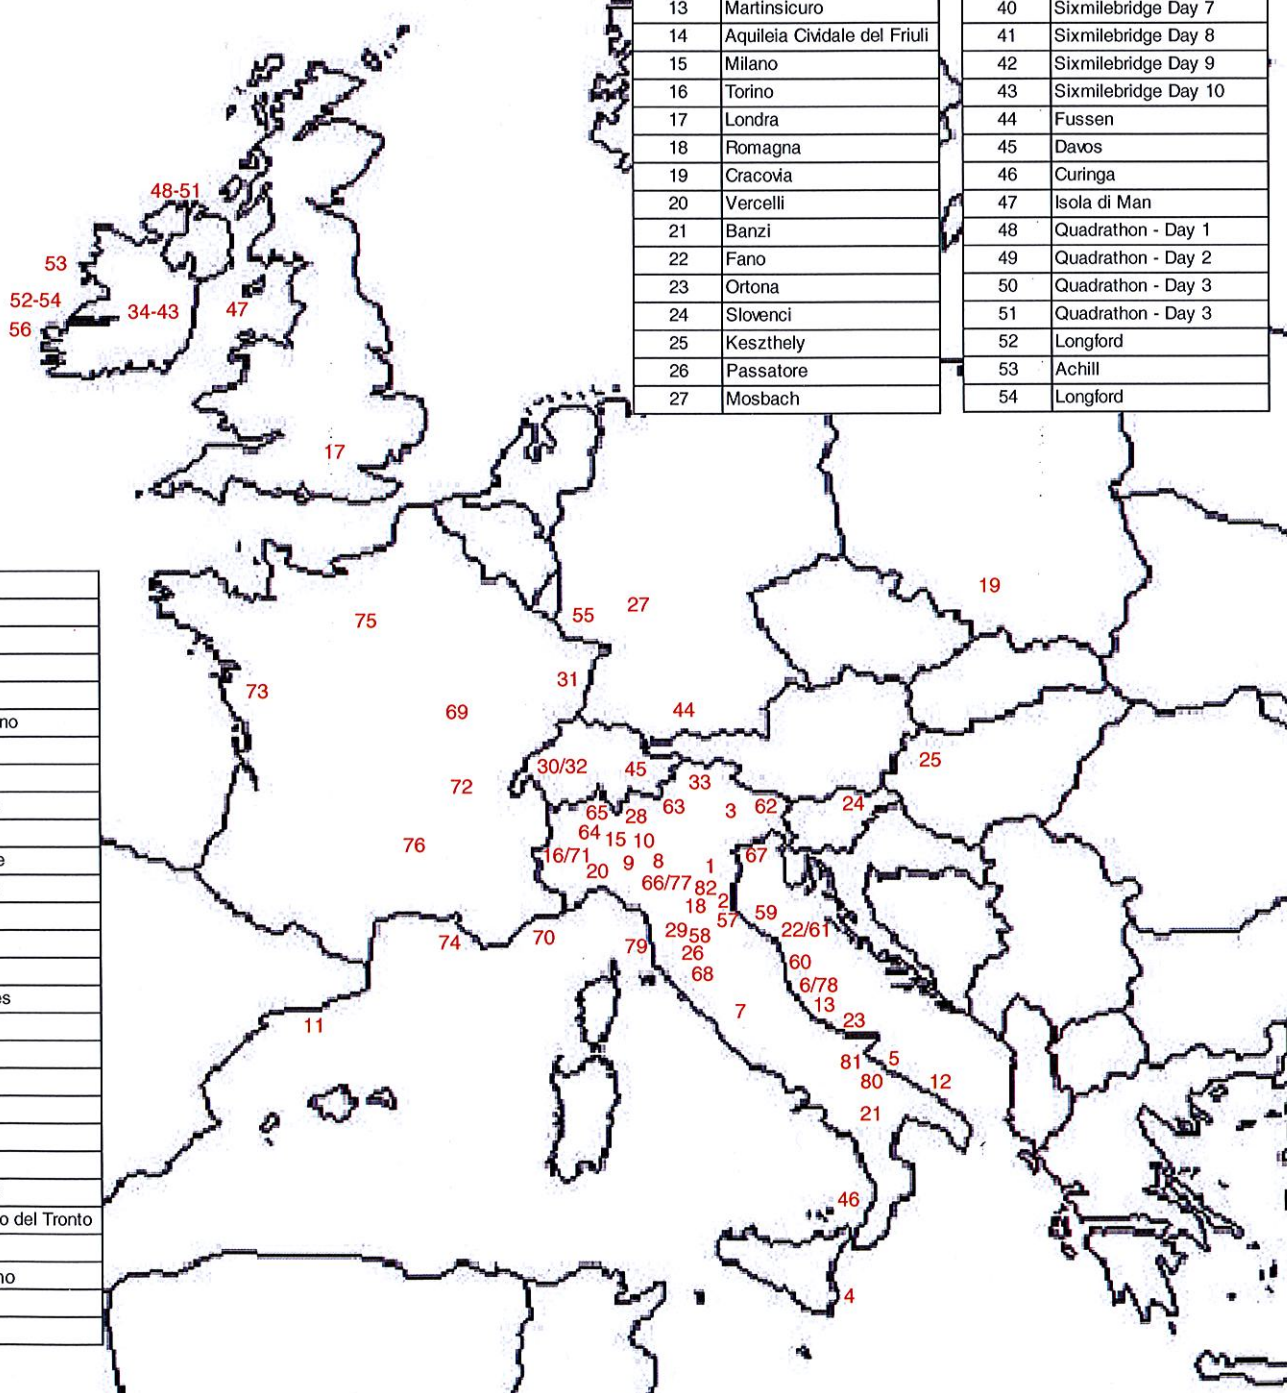 13 Martinsicuro
14 Aquileia Cividale del Friuli
15 Milano
16 Torino
17 Londra
18 Romagna
19 Cracovia
20 Vercelli
21 Banzi
22 Fano
23 Ortona
24 Slovenci
25 Keszthely
26 Passatore
27 Mosbach
40 Sixmilebridge Day 7
41 Sixmilebridge Day 8
42 Sixmilebridge Day 9
43 Sixmilebridge Day 10
44 Fussen
45 Davos
46 Curinga
47 Isola di Man
48 Quadrathon - Day 1
49 Quadrathon - Day 2
50 Quadrathon - Day 3
51 Quadrathon - Day 3
52 Longford
53 Achill
54 Longford
48-51
53
52-54
56
34-43
47
17
19
75
55
27
31
73
69
44
30/32
45
33
25
72
65
28
63
3
62
24
64
15
10
76
16/71
20
9
8
1
67
66/77
82
18
2
57
59
29
58
22/61
74
70
79
26
60
68
6/78
13
7
23
11
81
5
80
12
21
46
4
no
e
es
o del Tronto
no